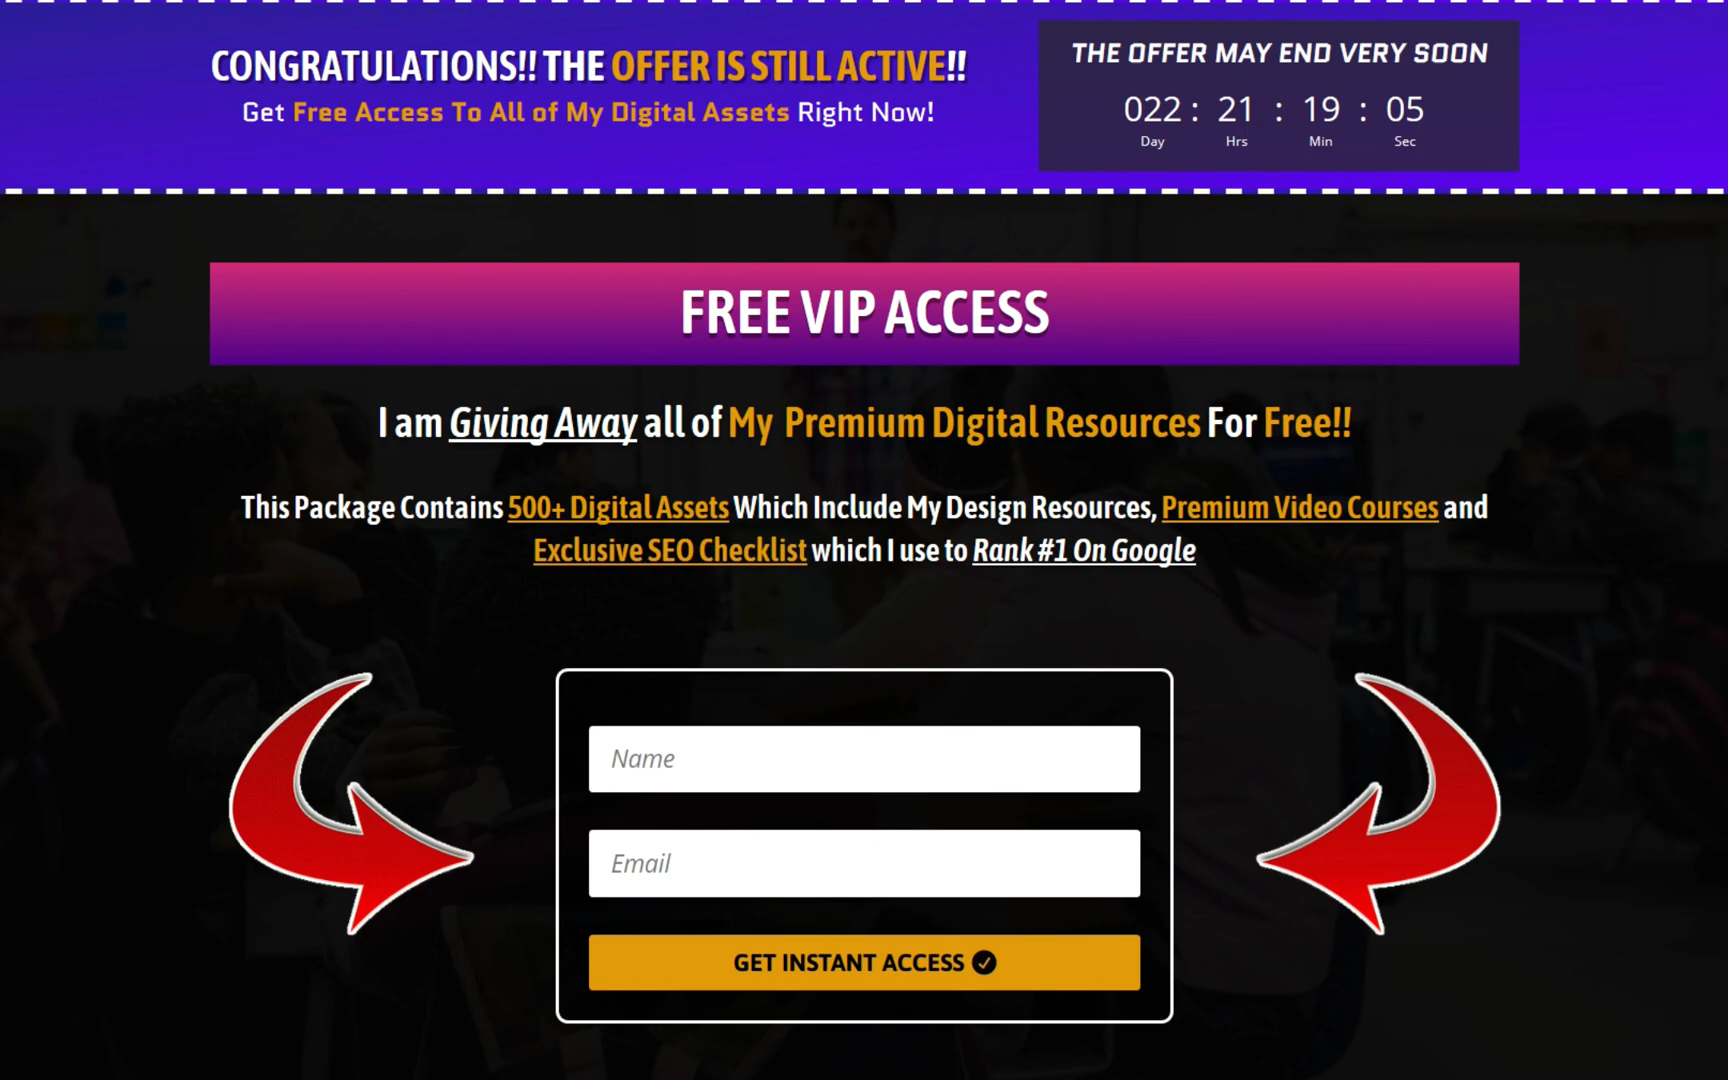 CONGRATULATIONS!! THE OFFER IS STILL ACTIVE!!
Get Free Access To All of My Digital Assets Right Now!
THE OFFER MAY END VERY SOON
022 : 21 : 19 : 05
Day Hrs Min Sec
FREE VIP ACCESS
I am Giving Away all of My Premium Digital Resources For Free!!
This Package Contains 500+ Digital Assets Which Include My Design Resources, Premium Video Courses and
Exclusive SEO Checklist which I use to Rank #1 On Google
Name
Email
GET INSTANT ACCESS